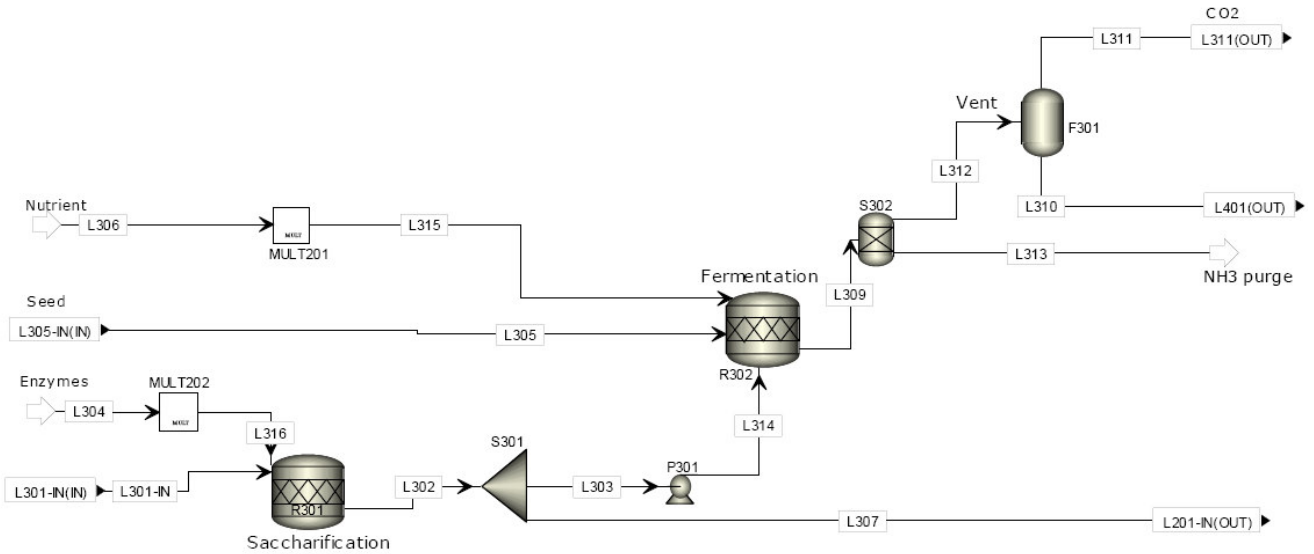 CO2
L311
L311(OUT)
Vent
F301
L312
L310
L401(OUT)
S302
Nutrient
L306
MULT
MULT201
L315
L313
NH3 purge
Fermentation
L309
Seed
L305-IN(IN)
L305
R302
Enzymes
MULT202
L304
MULT
L316
L314
S301
L301-IN(IN)
L301-IN
R301
L302
L303
P301
L307
L201-IN(OUT)
Saccharification